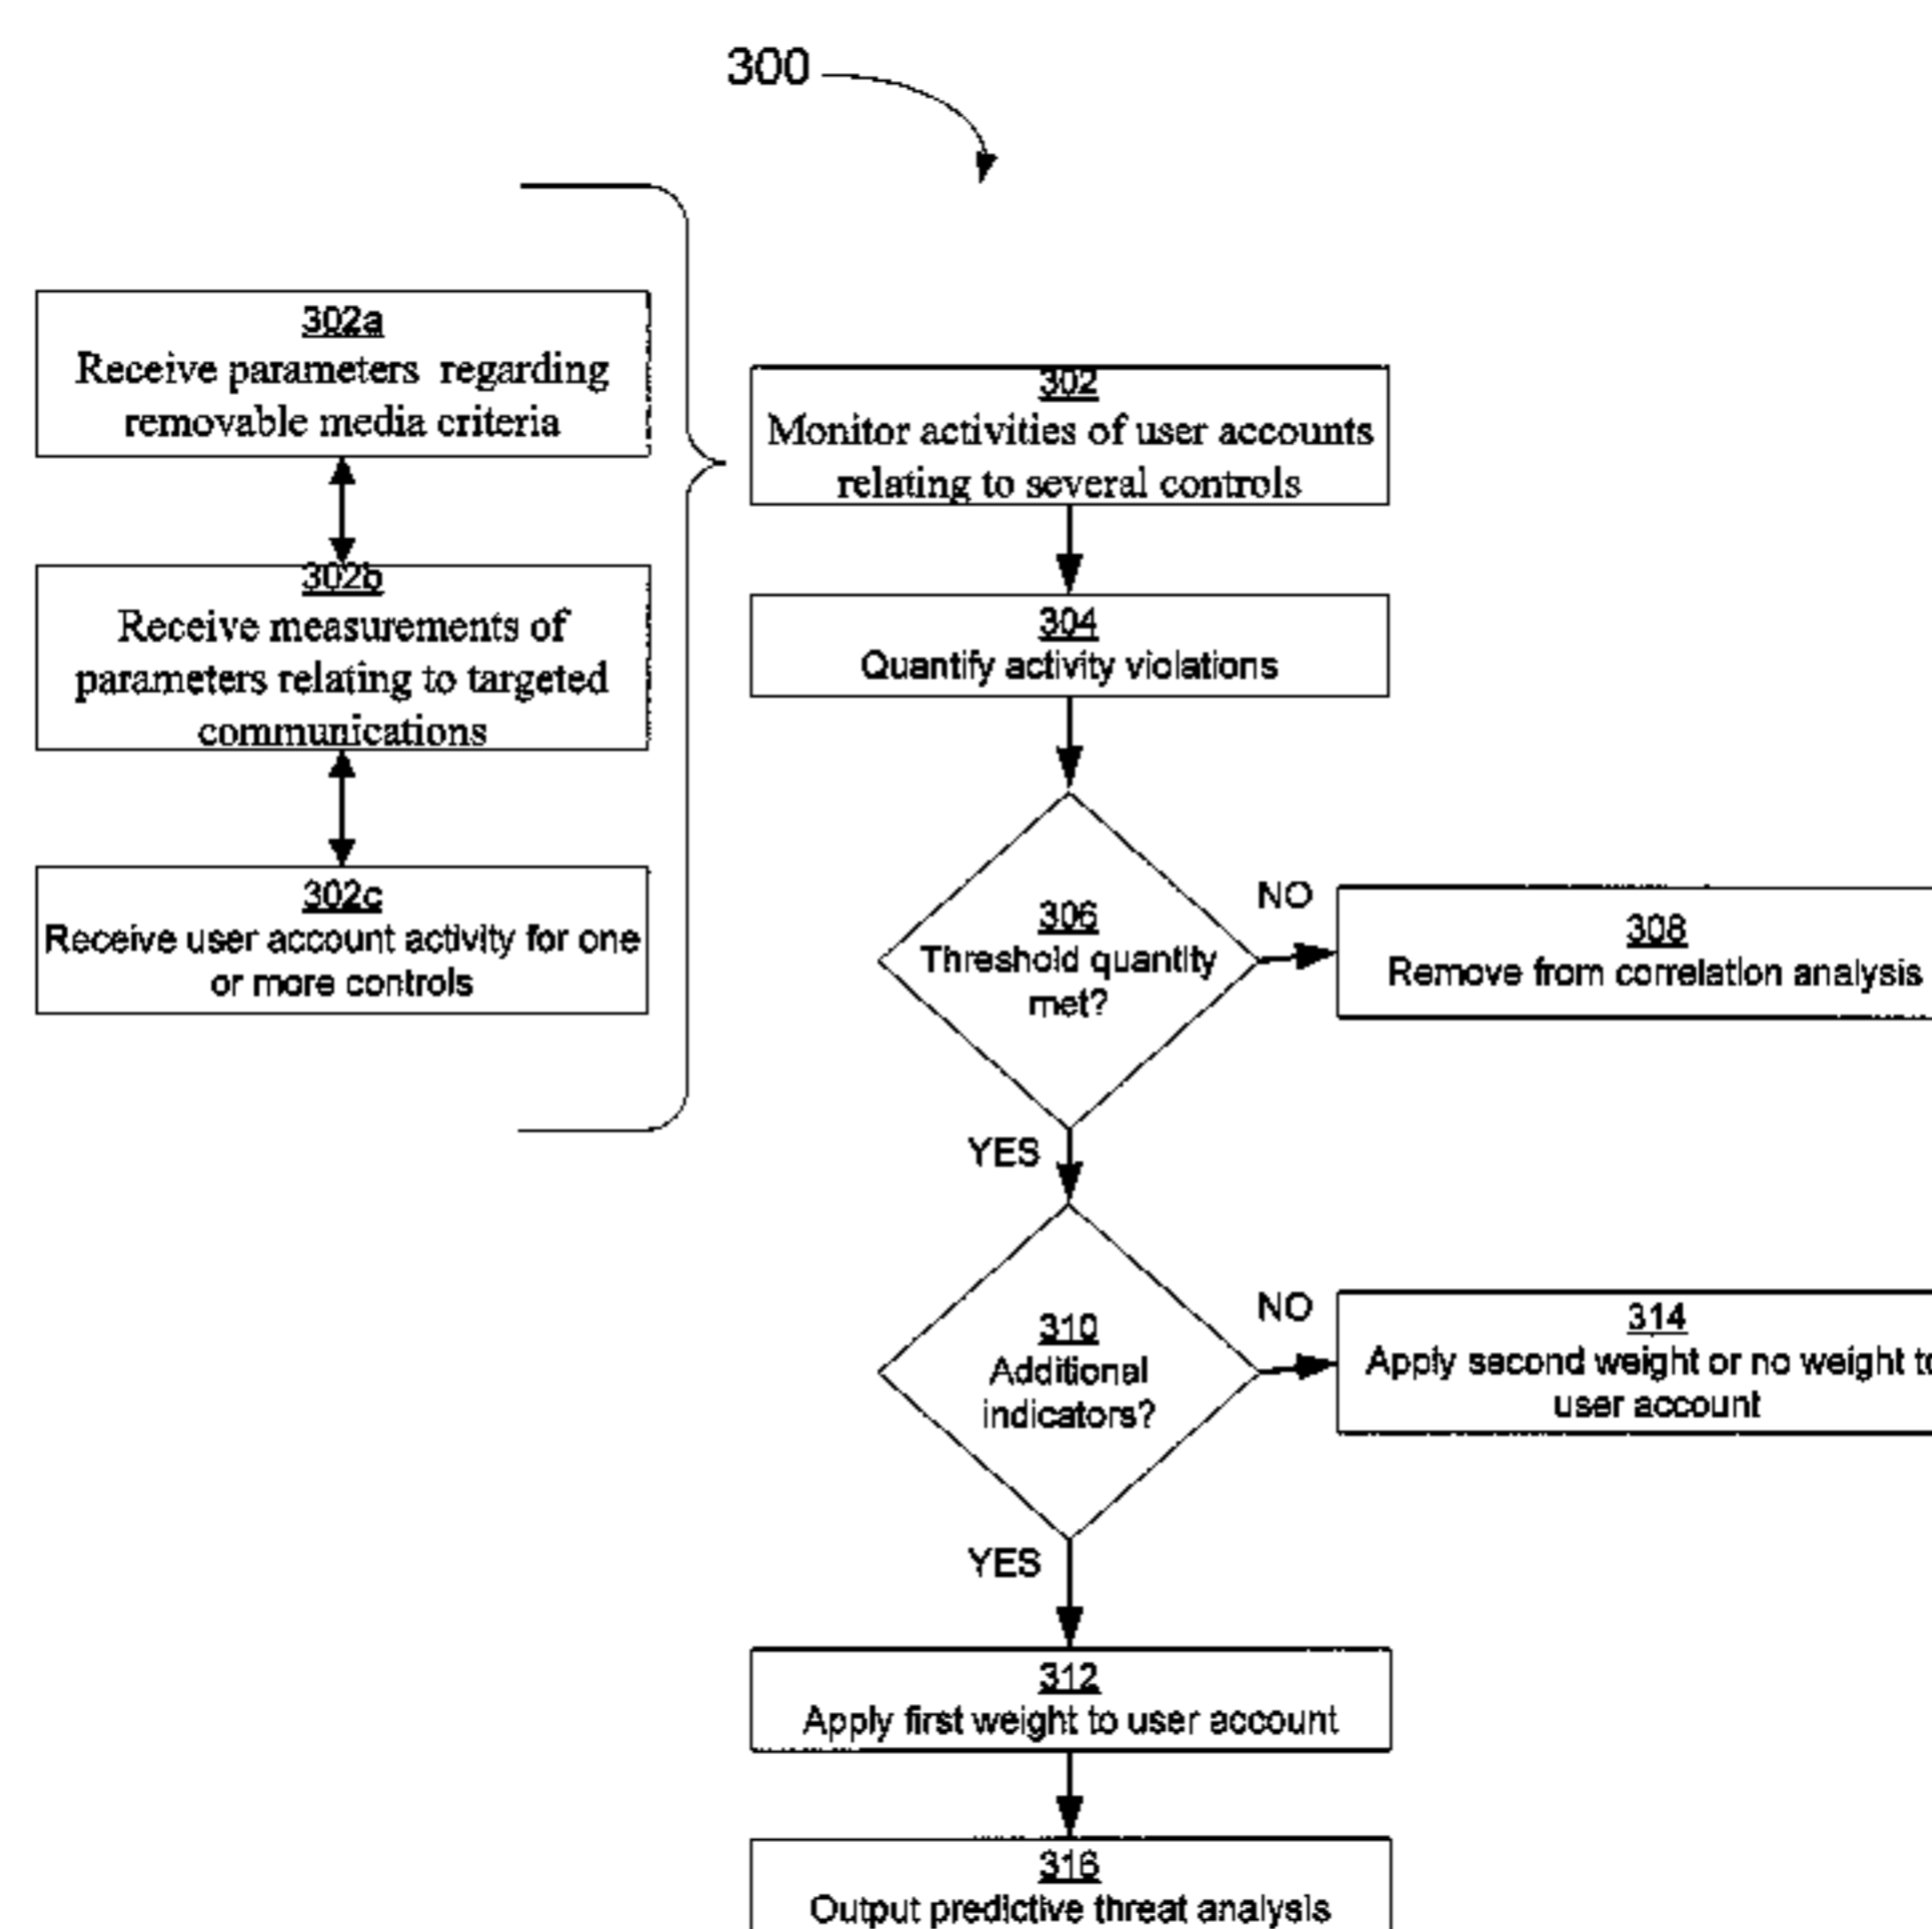 300
302a
Receive parameters regarding
removable media criteria
302b
Receive measurements of
parameters relating to targeted
communications
302c
Receive user account activity for one
or more controls
302
Monitor activities of user accounts
relating to several controls
304
Quantify activity violations
306
Threshold quantity
met?
NO
308
Remove from correlation analysis
YES
310
Additional
indicators?
NO
314
Apply second weight or no weight to
user account
YES
312
Apply first weight to user account
316
Output predictive threat analysis